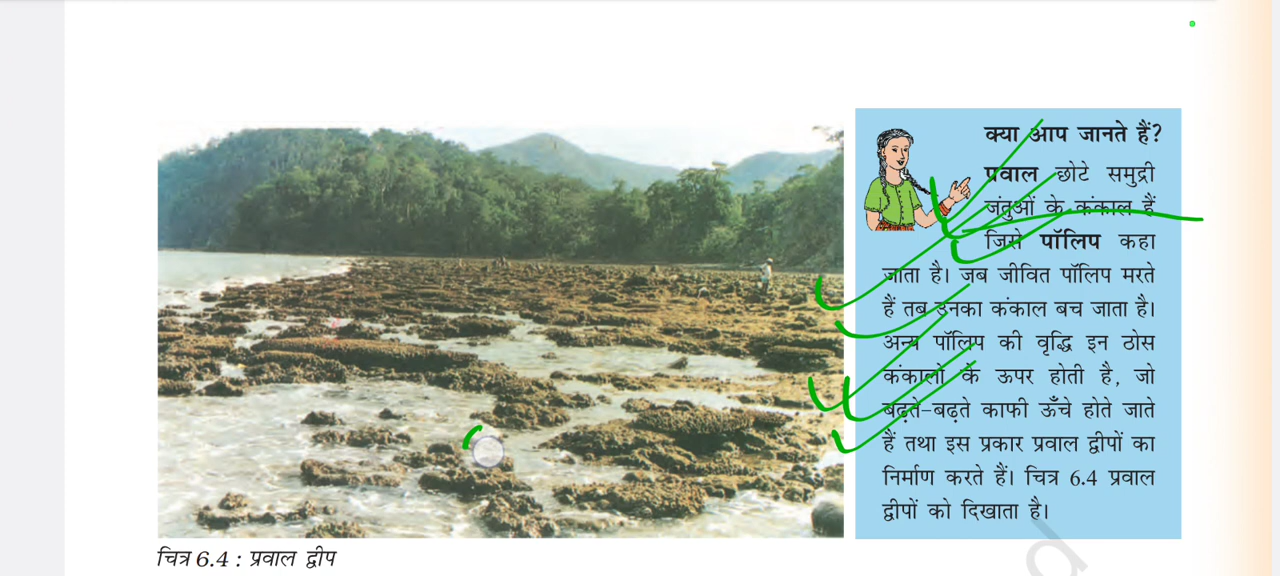 क्या आप जानते हैं?
प्रवाल छोटे समुद्री
जंतुओं के कंकाल हैं
जिसे पॉलिप कहा
जाता है। जब जीवित पॉलिप मरते
हैं तब उनका कंकाल बच जाता है।
अन्य पॉलिप की वृद्धि इन ठोस
कंकालों के ऊपर होती है, जो
बढ़ते-बढ़ते काफी ऊँचे होते जाते
हैं तथा इस प्रकार प्रवाल द्वीपों का
निर्माण करते हैं। चित्र 6.4 प्रवाल
द्वीपों को दिखाता है।
चित्र 6.4 : प्रवाल द्वीप